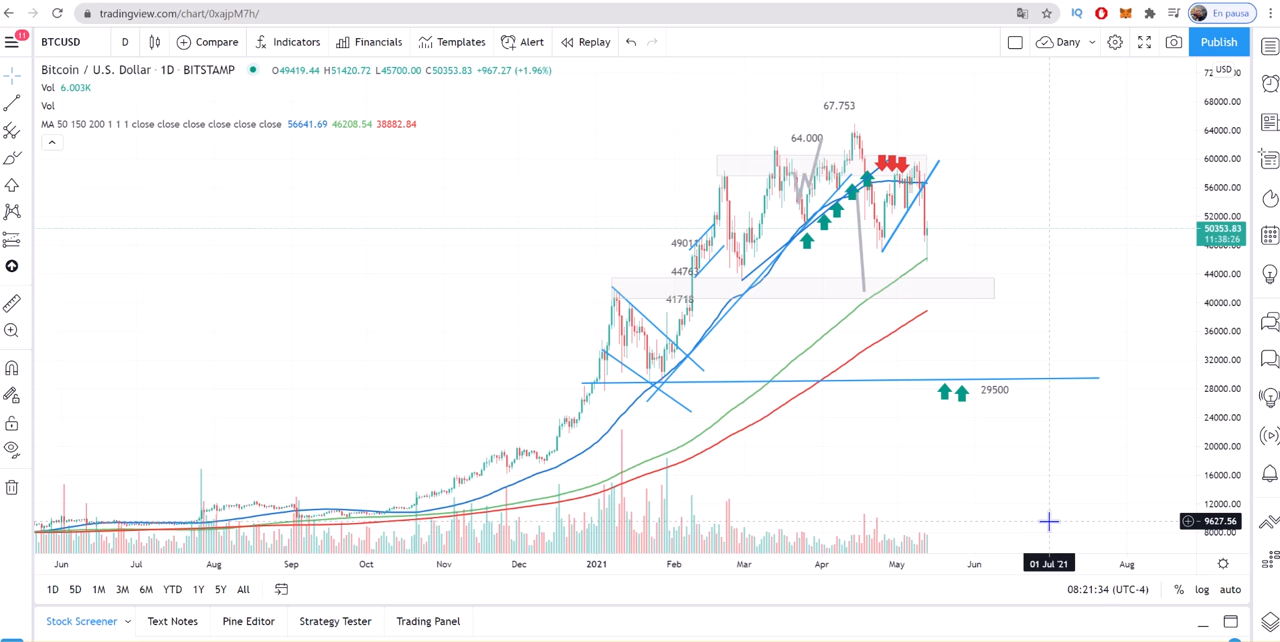 tradingview.com/chart/0xajpM7h/
En pausa
11
BTCUSD D Compare Indicators Financials Templates Alert Replay Dany Publish
Bitcoin / U.S. Dollar · 1D · BITSTAMP O49419.44 H51420.72 L45700.00 C50353.83 +967.27 (+1.96%)
Vol 6.003K
Vol
MA 50 150 200 1 1 1 close close close close close close 56641.69 46208.54 38882.84
USD
68000.00
64000.00
60000.00
56000.00
52000.00
50353.83
11:38:26
44000.00
40000.00
36000.00
32000.00
28000.00
24000.00
20000.00
16000.00
12000.00
9627.56
8000.00
67.753
64.000
49011
44763
41718
29500
Jun Jul Aug Sep Oct Nov Dec 2021 Feb Mar Apr May Jun 01 Jul '21 Aug
1D 5D 1M 3M 6M YTD 1Y 5Y All 08:21:34 (UTC-4) % log auto
Stock Screener Text Notes Pine Editor Strategy Tester Trading Panel